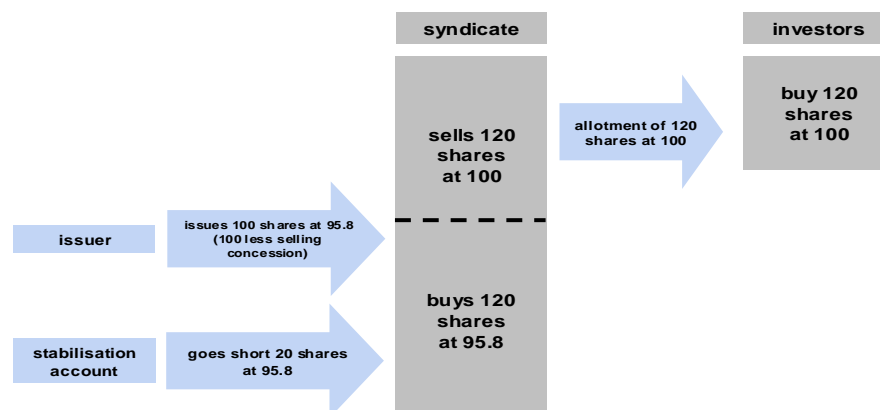 syndicate
investors
sells 120
shares
at 100
allotment of 120
shares at 100
buy 120
shares
at 100
issuer
issues 100 shares at 95.8
(100 less selling
concession)
buys 120
shares
at 95.8
stabilisation
account
goes short 20 shares
at 95.8